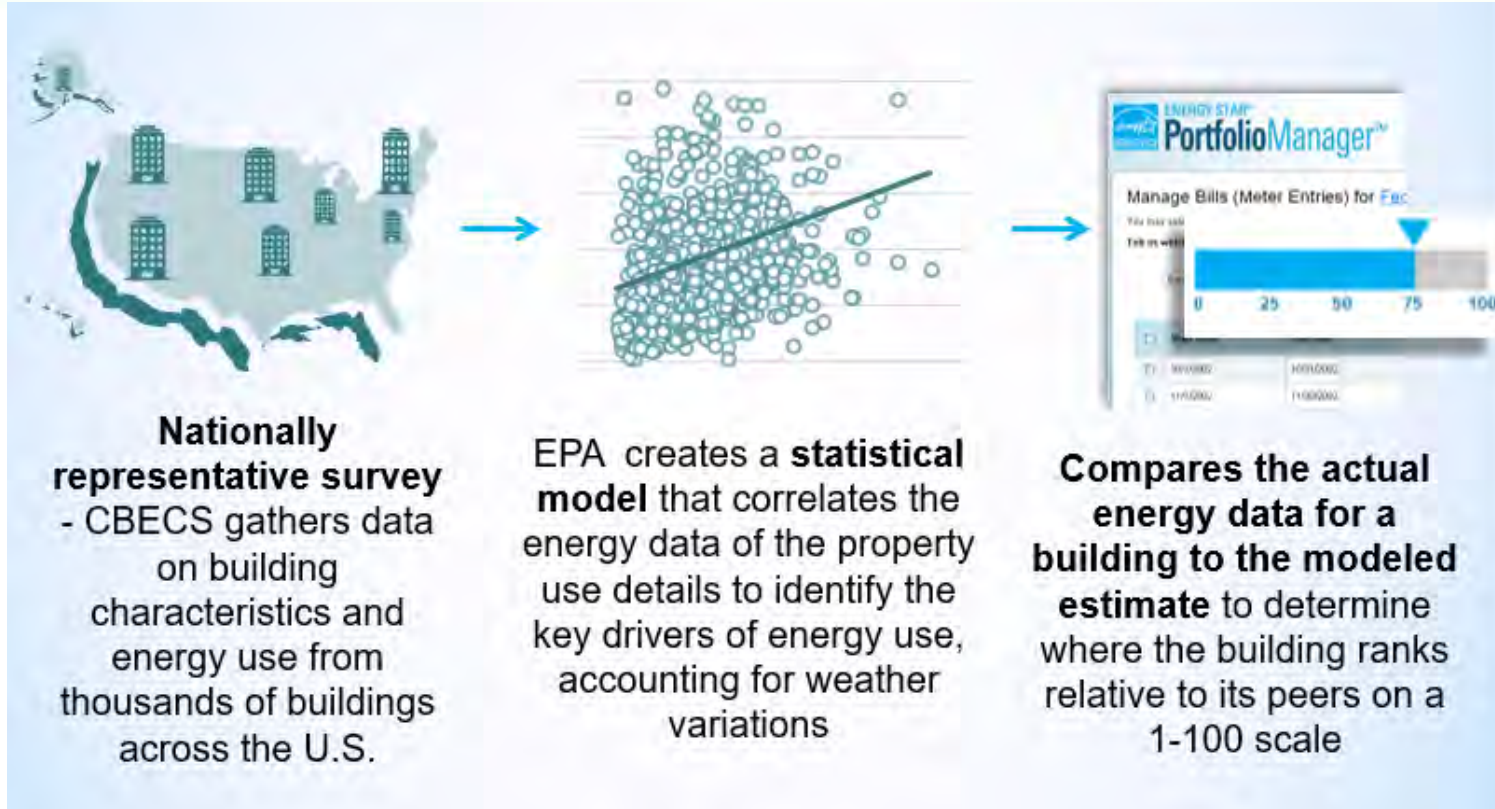 Nationally
representative survey
- CBECS gathers data
on building
characteristics and
energy use from
thousands of buildings
across the U.S.
EPA creates a statistical
model that correlates the
energy data of the property
use details to identify the
key drivers of energy use,
accounting for weather
variations
ENERGY STAR
PortfolioManager™
Manage Bills (Meter Entries) for
0 25 50 75 100
Compares the actual
energy data for a
building to the modeled
estimate to determine
where the building ranks
relative to its peers on a
1-100 scale